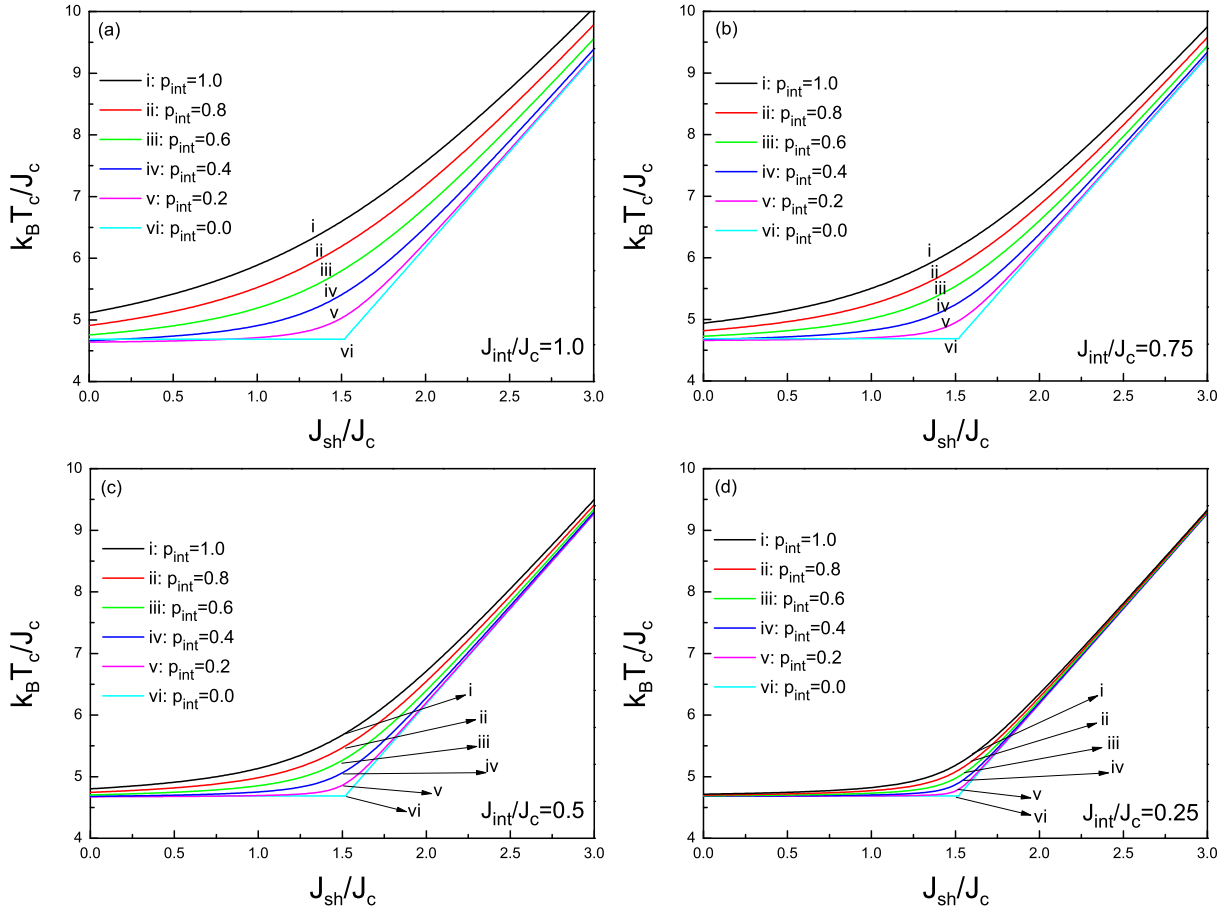 (a)
i: p_int=1.0
ii: p_int=0.8
iii: p_int=0.6
iv: p_int=0.4
v: p_int=0.2
vi: p_int=0.0
i
ii
iii
iv
v
vi
J_int/J_c=1.0
4
5
6
7
8
9
10
0.0 0.5 1.0 1.5 2.0 2.5 3.0
J_sh/J_c
k_BT_c/J_c
(b)
i: p_int=1.0
ii: p_int=0.8
iii: p_int=0.6
iv: p_int=0.4
v: p_int=0.2
vi: p_int=0.0
i
ii
iii
iv
v
vi
J_int/J_c=0.75
4
5
6
7
8
9
10
0.0 0.5 1.0 1.5 2.0 2.5 3.0
J_sh/J_c
k_BT_c/J_c
(c)
i: p_int=1.0
ii: p_int=0.8
iii: p_int=0.6
iv: p_int=0.4
v: p_int=0.2
vi: p_int=0.0
i
ii
iii
iv
v
vi
J_int/J_c=0.5
4
5
6
7
8
9
10
0.0 0.5 1.0 1.5 2.0 2.5 3.0
J_sh/J_c
k_BT_c/J_c
(d)
i: p_int=1.0
ii: p_int=0.8
iii: p_int=0.6
iv: p_int=0.4
v: p_int=0.2
vi: p_int=0.0
i
ii
iii
iv
v
vi
J_int/J_c=0.25
4
5
6
7
8
9
10
0.0 0.5 1.0 1.5 2.0 2.5 3.0
J_sh/J_c
k_BT_c/J_c